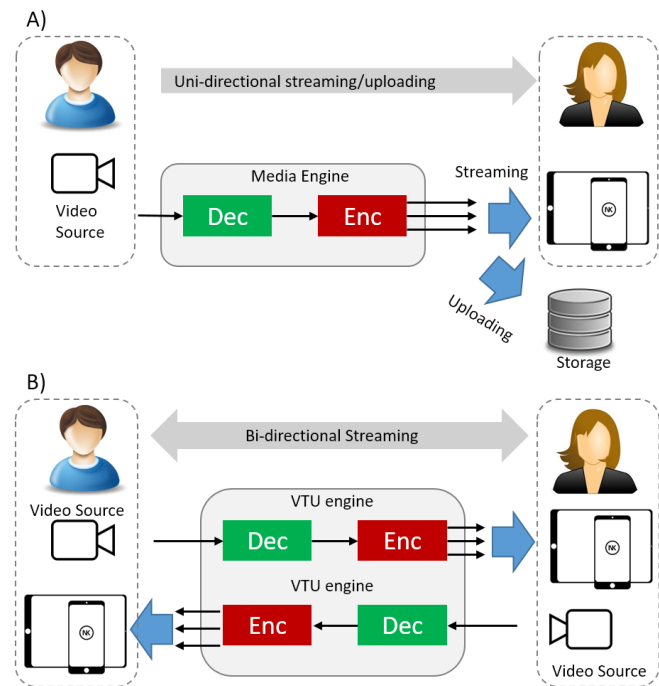 A)
Uni-directional streaming/uploading
Media Engine
Streaming
Video
Source
Dec
Enc
NK
Uploading
Storage
B)
Bi-directional Streaming
Video Source
VTU engine
Dec
Enc
NK
VTU engine
NK
Enc
Dec
Video Source